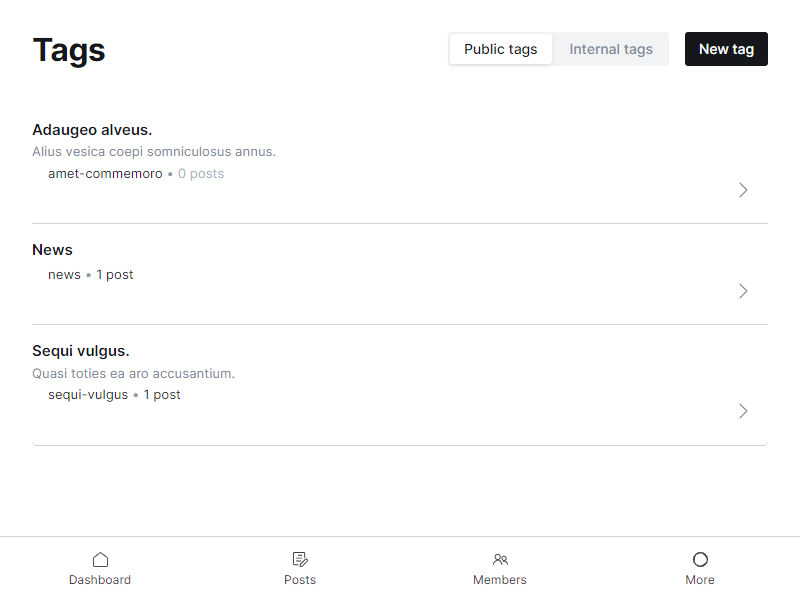 Tags
Public tags
Internal tags
New tag
Adaugeo alveus.
Alius vesica coepi somniculosus annus.
amet-commemoro • 0 posts
News
news • 1 post
Sequi vulgus.
Quasi toties ea aro accusantium.
sequi-vulgus • 1 post
Dashboard
Posts
Members
More